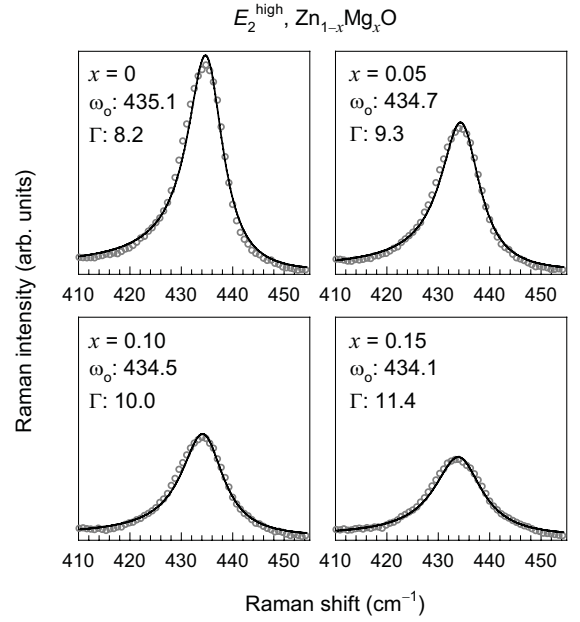 E₂ʰⁱᵍʰ, Zn₁₋ₓMgₓO
Raman intensity (arb. units)
x = 0
ωₒ: 435.1
Γ: 8.2
410 420 430 440 450
x = 0.05
ωₒ: 434.7
Γ: 9.3
410 420 430 440 450
x = 0.10
ωₒ: 434.5
Γ: 10.0
410 420 430 440 450
x = 0.15
ωₒ: 434.1
Γ: 11.4
410 420 430 440 450
Raman shift (cm⁻¹)